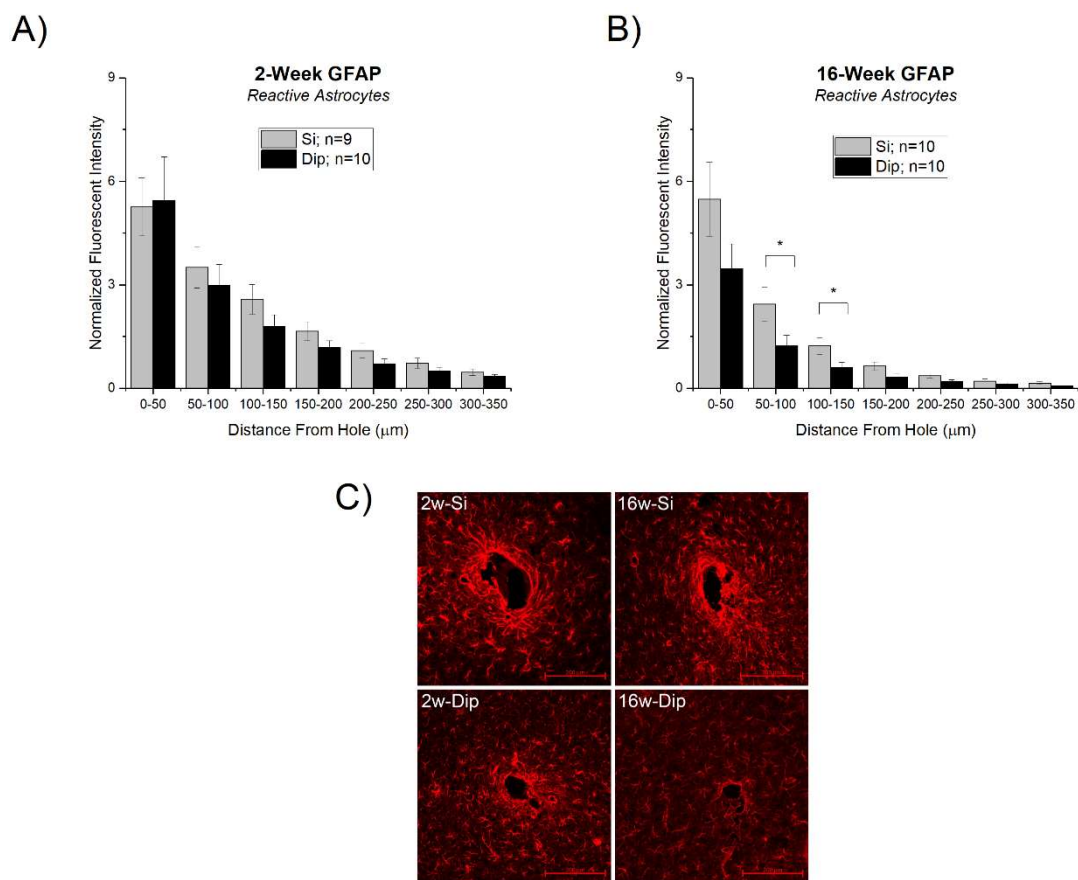 A)
2-Week GFAP
Reactive Astrocytes
Si; n=9
Dip; n=10
Normalized Fluorescent Intensity
9
6
3
0
0-50 50-100 100-150 150-200 200-250 250-300 300-350
Distance From Hole (μm)
B)
16-Week GFAP
Reactive Astrocytes
Si; n=10
Dip; n=10
Normalized Fluorescent Intensity
9
6
3
0
*
*
0-50 50-100 100-150 150-200 200-250 250-300 300-350
Distance From Hole (μm)
C)
2w-Si
16w-Si
2w-Dip
16w-Dip